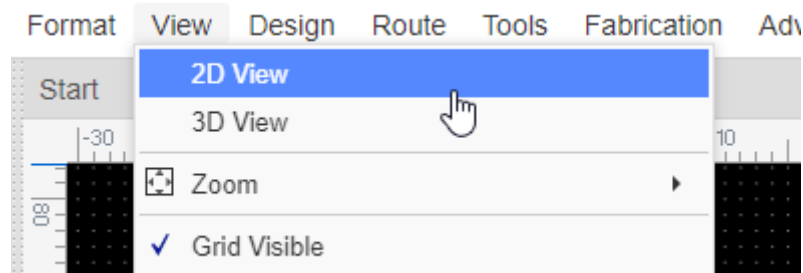 Format View Design Route Tools Fabrication Adv
Start
2D View
3D View
-30
10
Zoom
80
Grid Visible